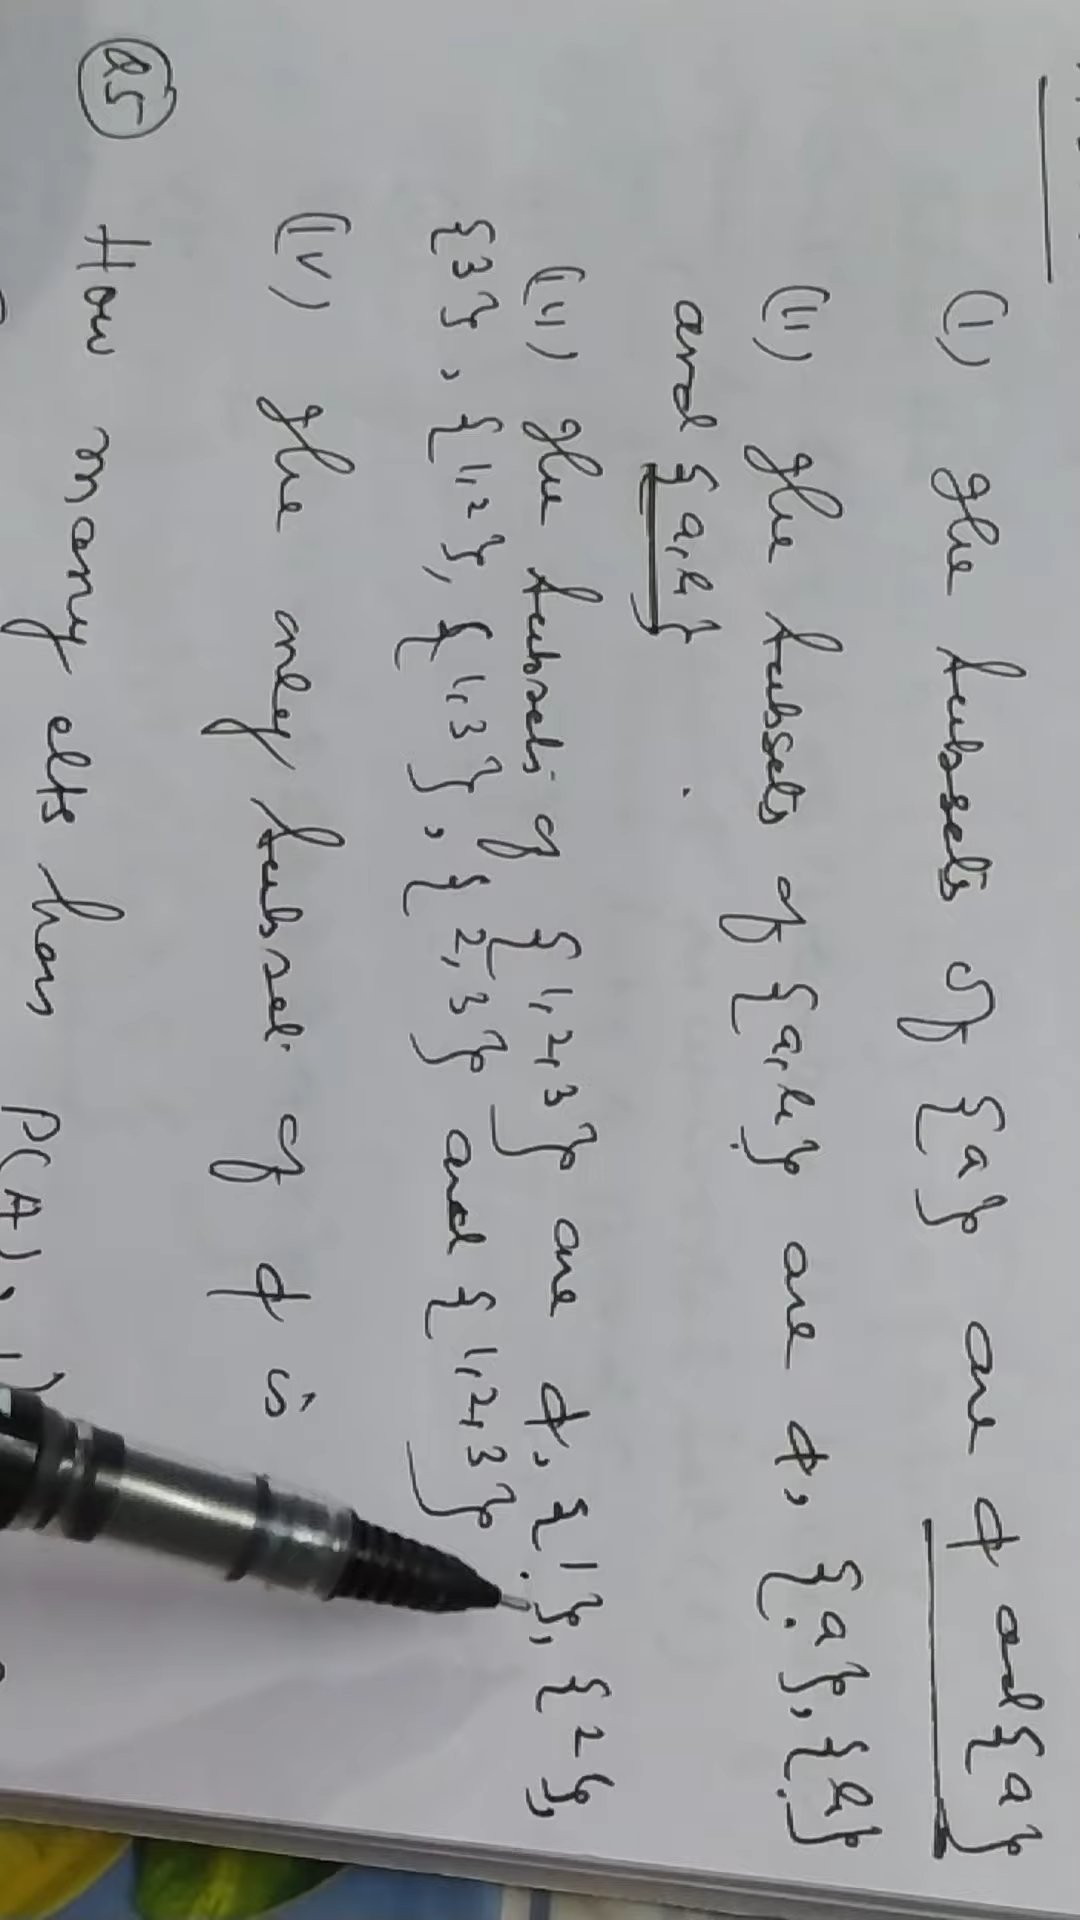 (i) The subsets of {a} are ϕ and {a}
(ii) The subsets of {a,b} are ϕ, {a}, {b}
and {a,b}.
(iii) The subsets of {1,2,3} are ϕ, {1}, {2},
{3}, {1,2}, {1,3}, {2,3} and {1,2,3}
(iv) The only subset of ϕ is
Q5 How many elts has P(A),